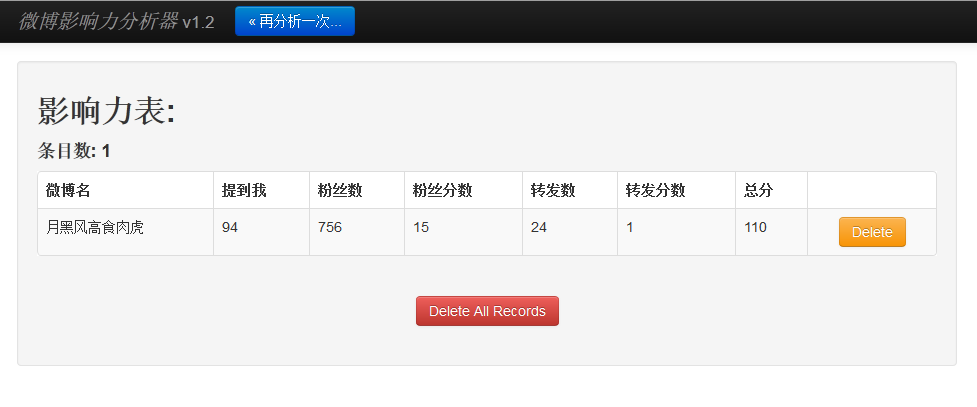 微博影响力分析器 v1.2 « 再分析一次...
影响力表:
条目数: 1
微博名 提到我 粉丝数 粉丝分数 转发数 转发分数 总分
月黑风高食肉虎 94 756 15 24 1 110 Delete
Delete All Records